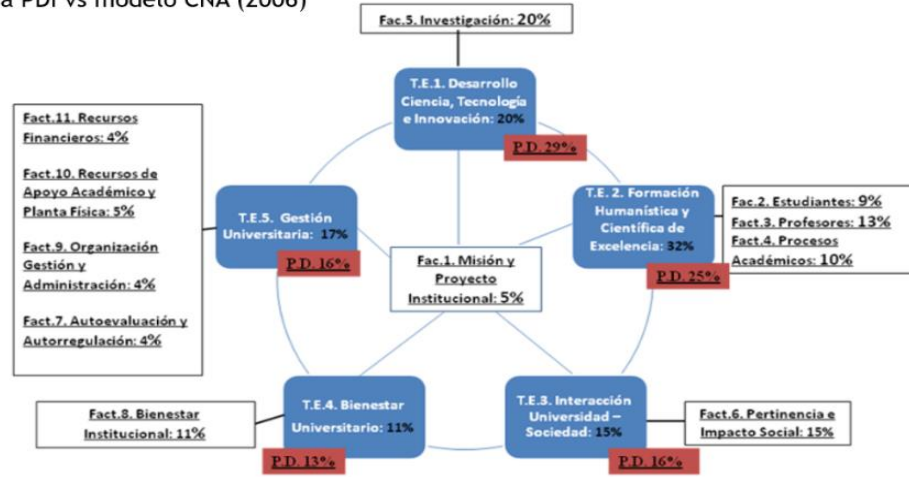 a PDI vs modelo CNA (2006)
Fac.5. Investigación: 20%
T.E.1. Desarrollo
Ciencia, Tecnología
e Innovación: 20%
P.D. 29%
Fact.11. Recursos
Financieros: 4%
Fact.10. Recursos de
Apoyo Académico y
Planta Física: 5%
Fact.9. Organización
Gestión y
Administración: 4%
Fact.7. Autoevaluación y
Autorregulación: 4%
T.E.5. Gestión
Universitaria: 17%
P.D. 16%
T.E. 2. Formación
Humanística y
Científica de
Excelencia: 32%
P.D. 25%
Fac.2. Estudiantes: 9%
Fact.3. Profesores: 13%
Fact.4. Procesos
Académicos: 10%
Fac.1. Misión y
Proyecto
Institucional: 5%
Fact.8. Bienestar
Institucional: 11%
T.E.4. Bienestar
Universitario: 11%
P.D. 13%
T.E.3. Interacción
Universidad –
Sociedad: 15%
P.D. 16%
Fact.6. Pertinencia e
Impacto Social: 15%